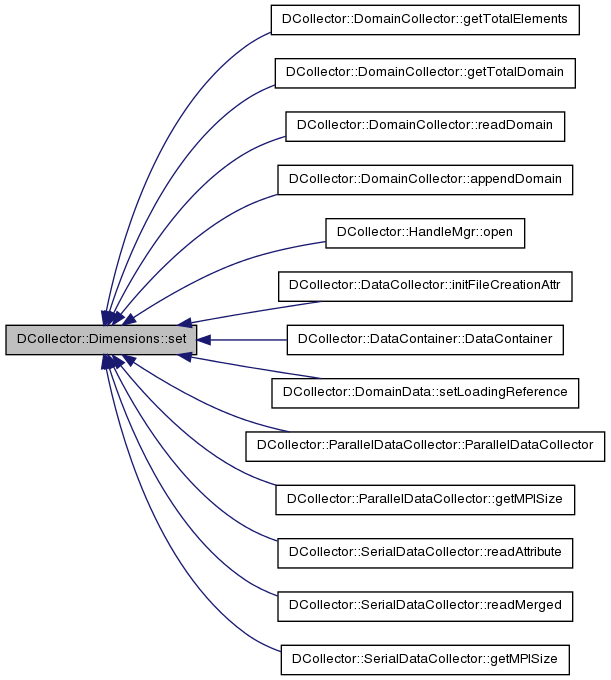 DCollector::DomainCollector::getTotalElements
DCollector::DomainCollector::getTotalDomain
DCollector::DomainCollector::readDomain
DCollector::DomainCollector::appendDomain
DCollector::HandleMgr::open
DCollector::DataCollector::initFileCreationAttr
DCollector::Dimensions::set
DCollector::DataContainer::DataContainer
DCollector::DomainData::setLoadingReference
DCollector::ParallelDataCollector::ParallelDataCollector
DCollector::ParallelDataCollector::getMPISize
DCollector::SerialDataCollector::readAttribute
DCollector::SerialDataCollector::readMerged
DCollector::SerialDataCollector::getMPISize